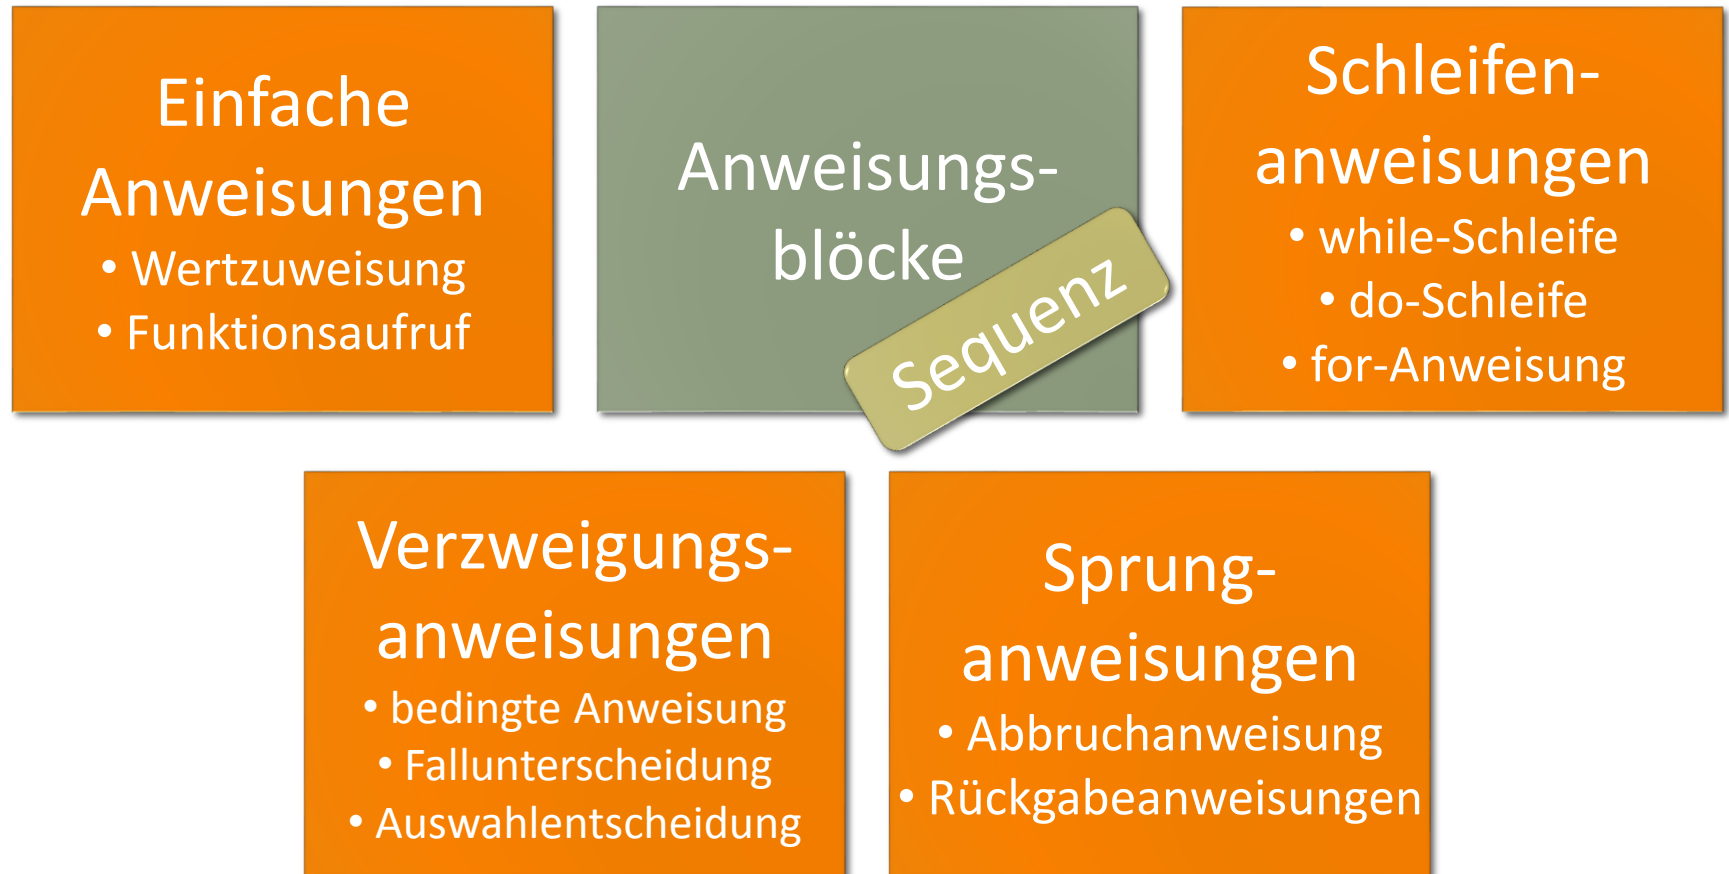 Einfache
Anweisungen
• Wertzuweisung
• Funktionsaufruf
Anweisungs-
blöcke
Sequenz
Schleifen-
anweisungen
• while-Schleife
• do-Schleife
• for-Anweisung
Verzweigungs-
anweisungen
• bedingte Anweisung
• Fallunterscheidung
• Auswahlentscheidung
Sprung-
anweisungen
• Abbruchanweisung
• Rückgabeanweisungen